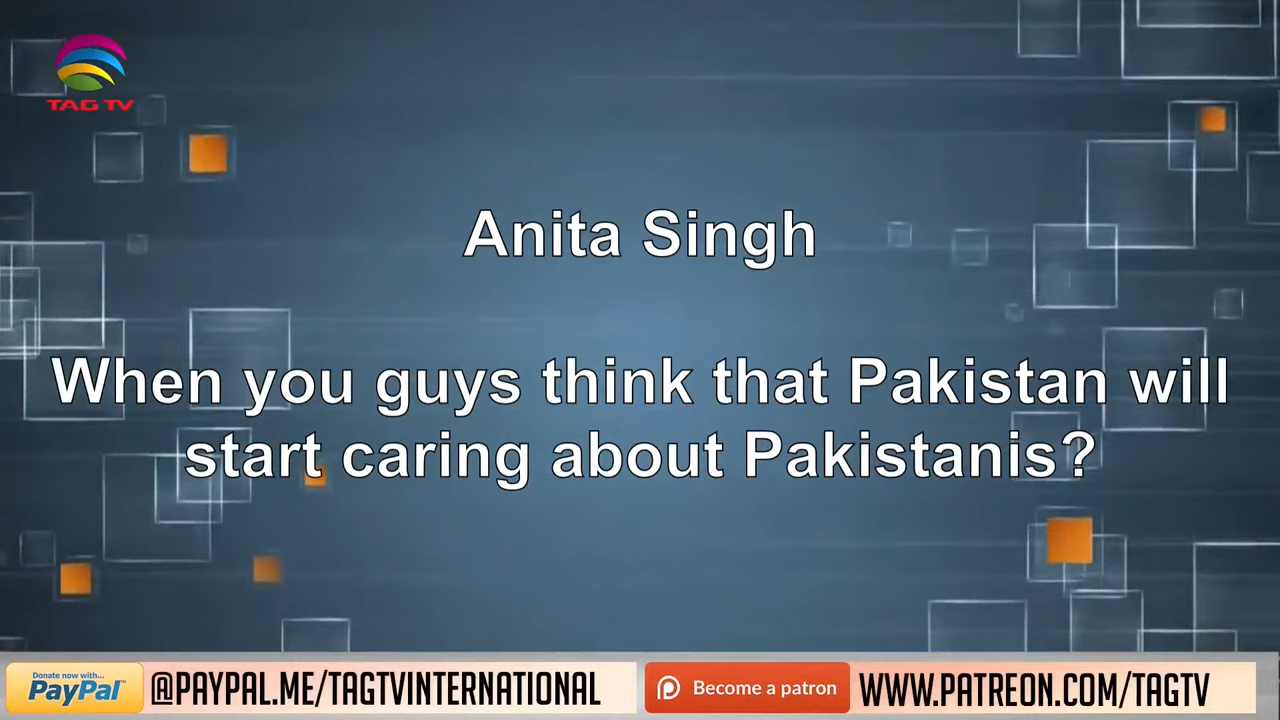 TAG TV
Anita Singh
When you guys think that Pakistan will
start caring about Pakistanis?
Donate now with...
PayPal™
@PAYPAL.ME/TAGTVINTERNATIONAL
Become a patron
WWW.PATREON.COM/TAGTV